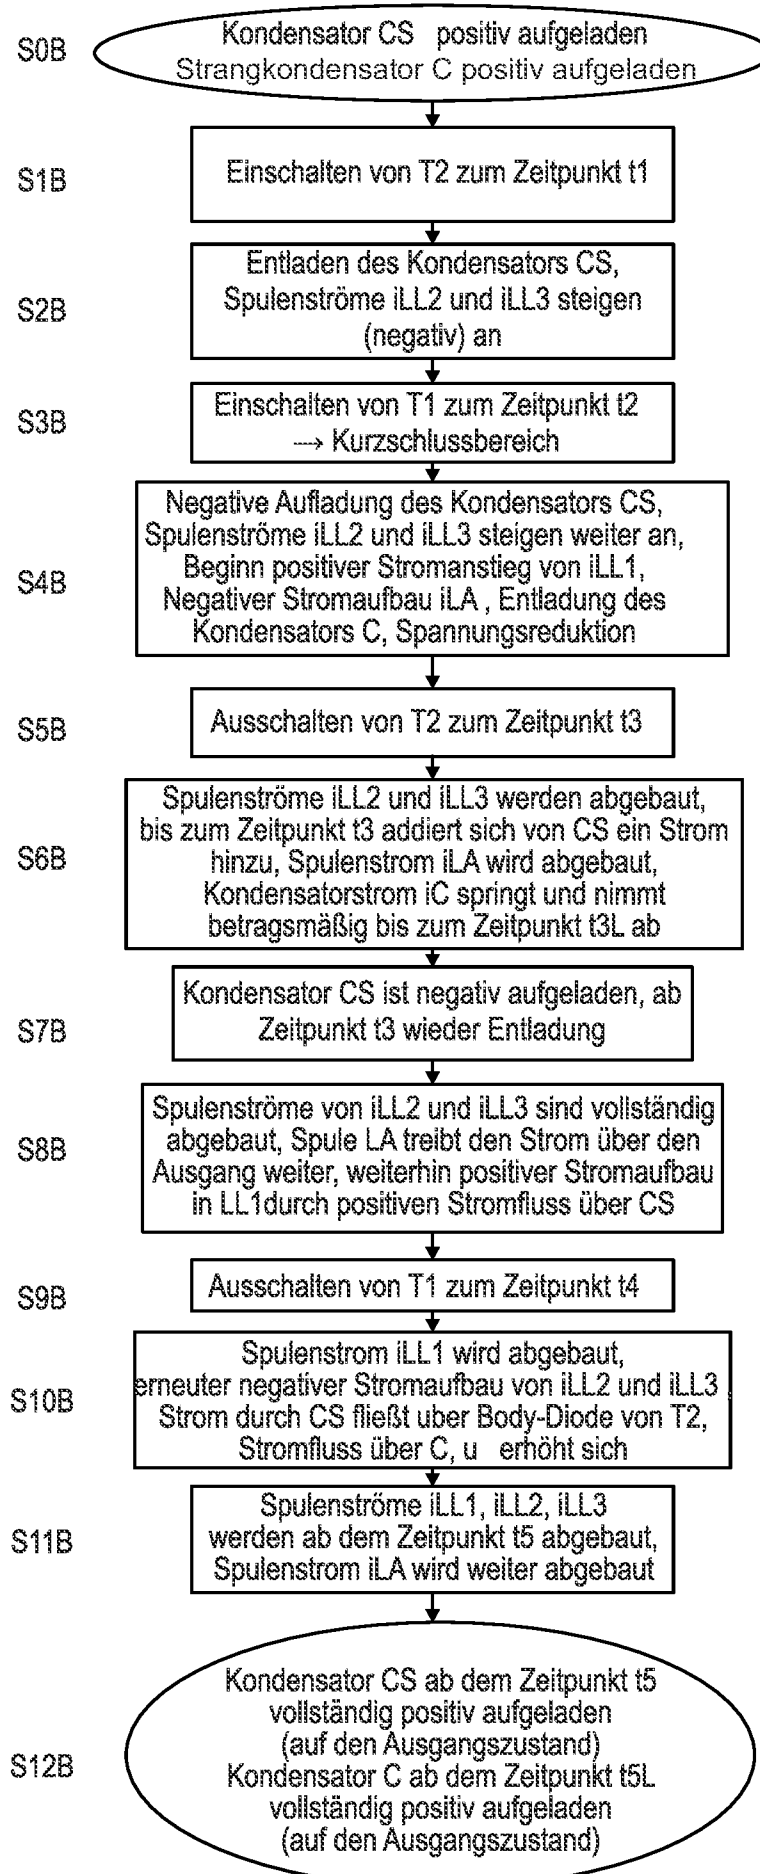 S0B
Kondensator CS positiv aufgeladen
Strangkondensator C positiv aufgeladen
S1B
Einschalten von T2 zum Zeitpunkt t1
S2B
Entladen des Kondensators CS,
Spulenströme iLL2 und iLL3 steigen
(negativ) an
S3B
Einschalten von T1 zum Zeitpunkt t2
→ Kurzschlussbereich
S4B
Negative Aufladung des Kondensators CS,
Spulenströme iLL2 und iLL3 steigen weiter an,
Beginn positiver Stromanstieg von iLL1,
Negativer Stromaufbau iLA , Entladung des
Kondensators C, Spannungsreduktion
S5B
Ausschalten von T2 zum Zeitpunkt t3
S6B
Spulenströme iLL2 und iLL3 werden abgebaut,
bis zum Zeitpunkt t3 addiert sich von CS ein Strom
hinzu, Spulenstrom iLA wird abgebaut,
Kondensatorstrom iC springt und nimmt
betragsmäßig bis zum Zeitpunkt t3L ab
S7B
Kondensator CS ist negativ aufgeladen, ab
Zeitpunkt t3 wieder Entladung
S8B
Spulenströme von iLL2 und iLL3 sind vollständig
abgebaut, Spule LA treibt den Strom über den
Ausgang weiter, weiterhin positiver Stromaufbau
in LL1durch positiven Stromfluss über CS
S9B
Ausschalten von T1 zum Zeitpunkt t4
S10B
Spulenstrom iLL1 wird abgebaut,
erneuter negativer Stromaufbau von iLL2 und iLL3
Strom durch CS fließt uber Body-Diode von T2,
Stromfluss über C, u erhöht sich
S11B
Spulenströme iLL1, iLL2, iLL3
werden ab dem Zeitpunkt t5 abgebaut,
Spulenstrom iLA wird weiter abgebaut
S12B
Kondensator CS ab dem Zeitpunkt t5
vollständig positiv aufgeladen
(auf den Ausgangszustand)
Kondensator C ab dem Zeitpunkt t5L
vollständig positiv aufgeladen
(auf den Ausgangszustand)